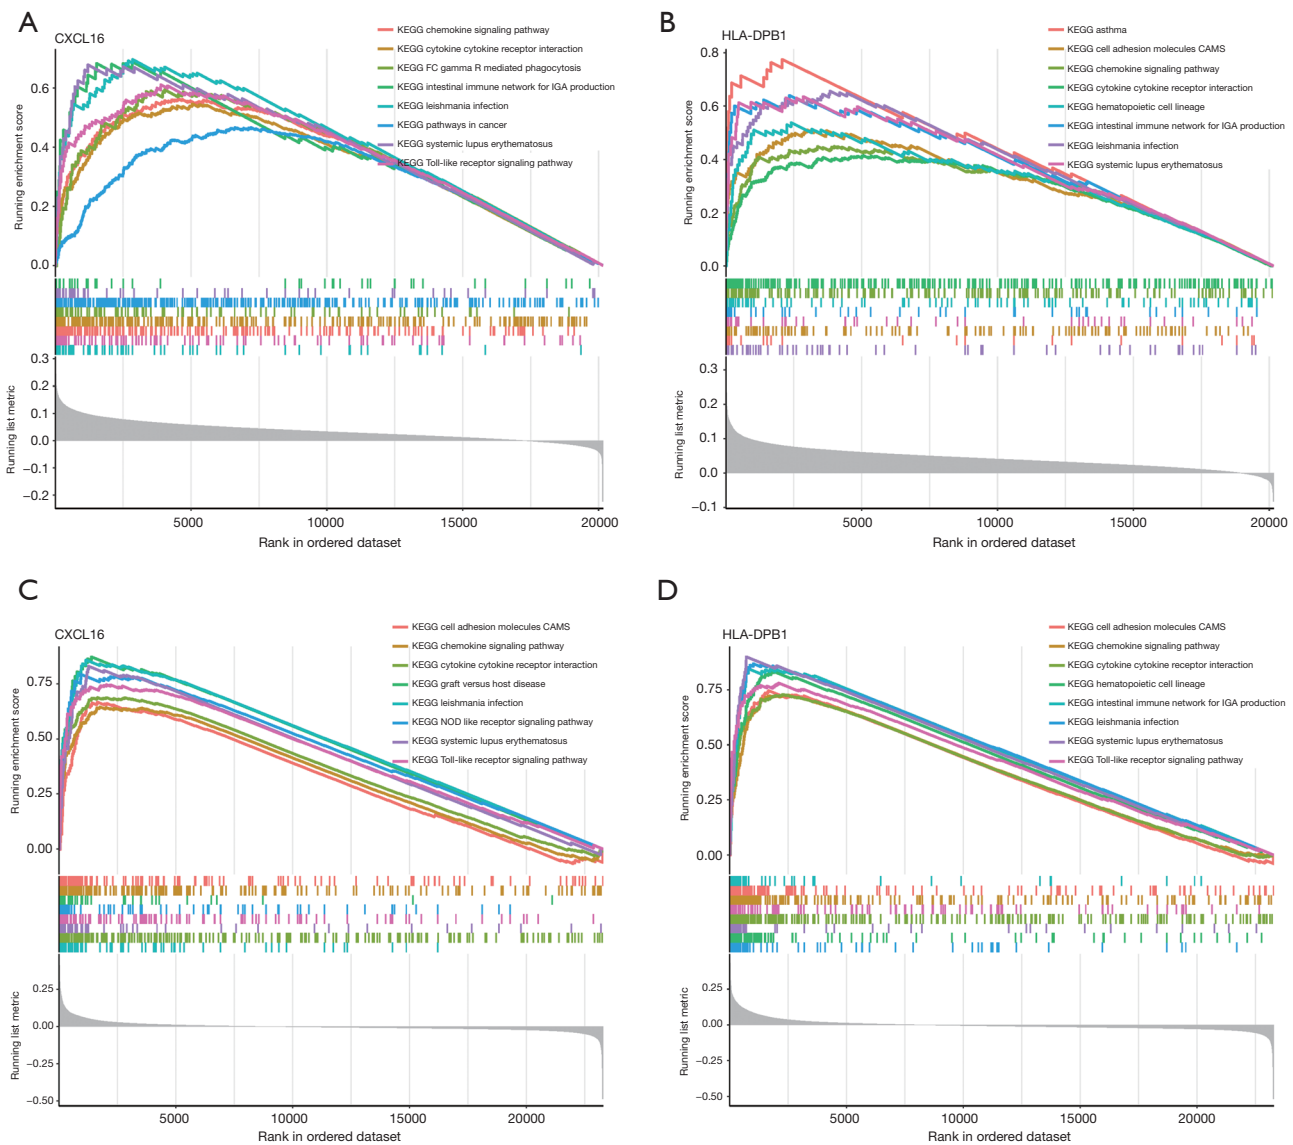 A
CXCL16
KEGG chemokine signaling pathway
KEGG cytokine cytokine receptor interaction
KEGG FC gamma R mediated phagocytosis
KEGG intestinal immune network for IGA production
KEGG leishmania infection
KEGG pathways in cancer
KEGG systemic lupus erythematosus
KEGG Toll-like receptor signaling pathway
Running enrichment score
0.6
0.4
0.2
0.0
Running list metric
0.3
0.2
0.1
0.0
−0.1
−0.2
5000
10000
15000
20000
Rank in ordered dataset
B
HLA-DPB1
KEGG asthma
KEGG cell adhesion molecules CAMS
KEGG chemokine signaling pathway
KEGG cytokine cytokine receptor interaction
KEGG hematopoietic cell lineage
KEGG intestinal immune network for IGA production
KEGG leishmania infection
KEGG systemic lupus erythematosus
Running enrichment score
0.8
0.6
0.4
0.2
0.0
Running list metric
0.3
0.2
0.1
0.0
−0.1
5000
10000
15000
20000
Rank in ordered dataset
C
CXCL16
KEGG cell adhesion molecules CAMS
KEGG chemokine signaling pathway
KEGG cytokine cytokine receptor interaction
KEGG graft versus host disease
KEGG leishmania infection
KEGG NOD like receptor signaling pathway
KEGG systemic lupus erythematosus
KEGG Toll-like receptor signaling pathway
Running enrichment score
0.75
0.50
0.25
0.00
Running list metric
0.25
0.00
−0.25
−0.50
5000
10000
15000
20000
Rank in ordered dataset
D
HLA-DPB1
KEGG cell adhesion molecules CAMS
KEGG chemokine signaling pathway
KEGG cytokine cytokine receptor interaction
KEGG hematopoietic cell lineage
KEGG intestinal immune network for IGA production
KEGG leishmania infection
KEGG systemic lupus erythematosus
KEGG Toll-like receptor signaling pathway
Running enrichment score
0.75
0.50
0.25
0.00
Running list metric
0.25
0.00
−0.25
−0.50
5000
10000
15000
20000
Rank in ordered dataset